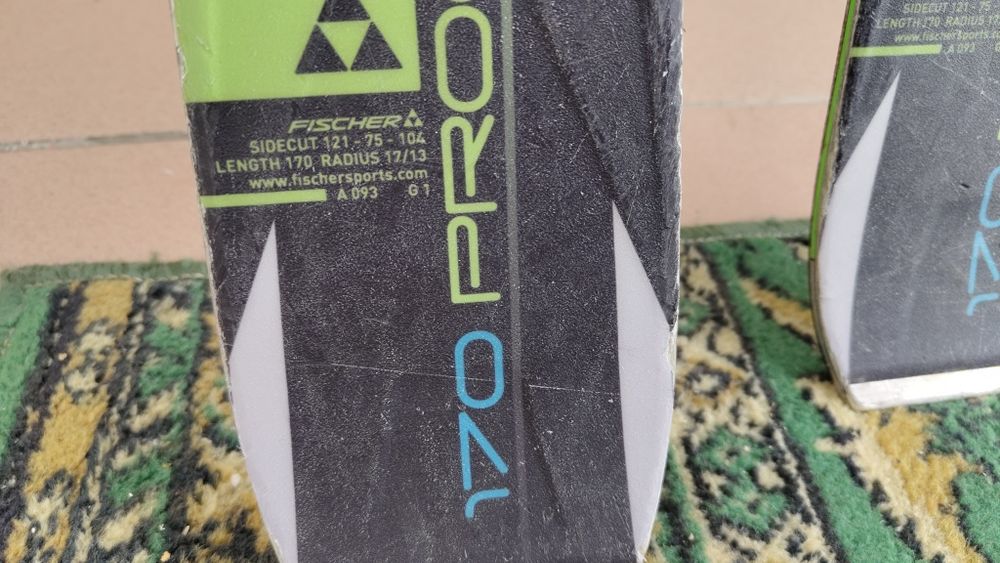 FISCHER
SIDECUT 121 - 75 - 104
LENGTH 170, RADIUS 17/13
www.fischersports.com
A 093 G 1
170 PRO
SIDECUT 121 - 75 -
LENGTH 170, RADIUS
www.fischersports.
A 093